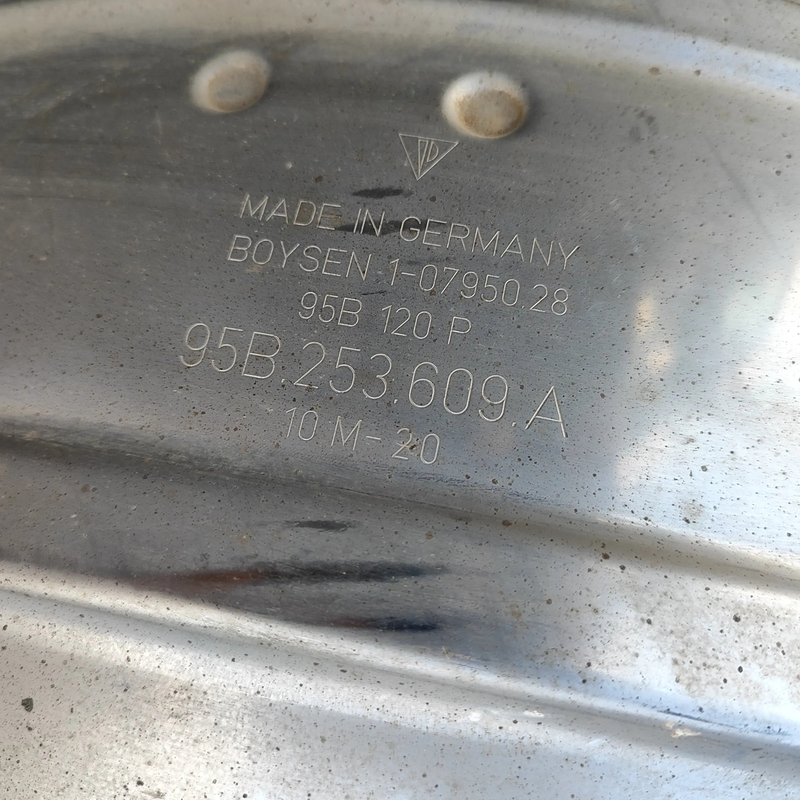 MADE IN GERMANY
BOYSEN 1-07950.28
95B 120 P
95B.253.609.A
10 M-20